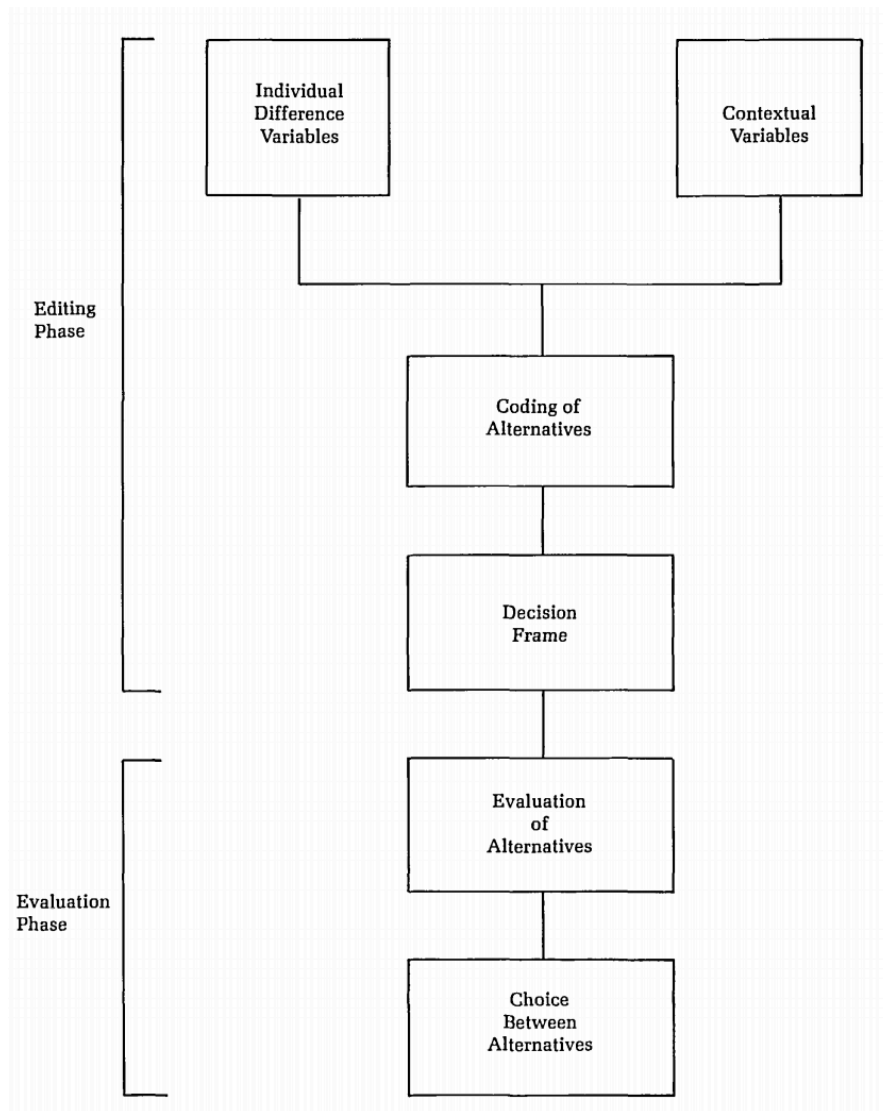 Individual
Difference
Variables
Contextual
Variables
Editing
Phase
Coding of
Alternatives
Decision
Frame
Evaluation
of
Alternatives
Evaluation
Phase
Choice
Between
Alternatives